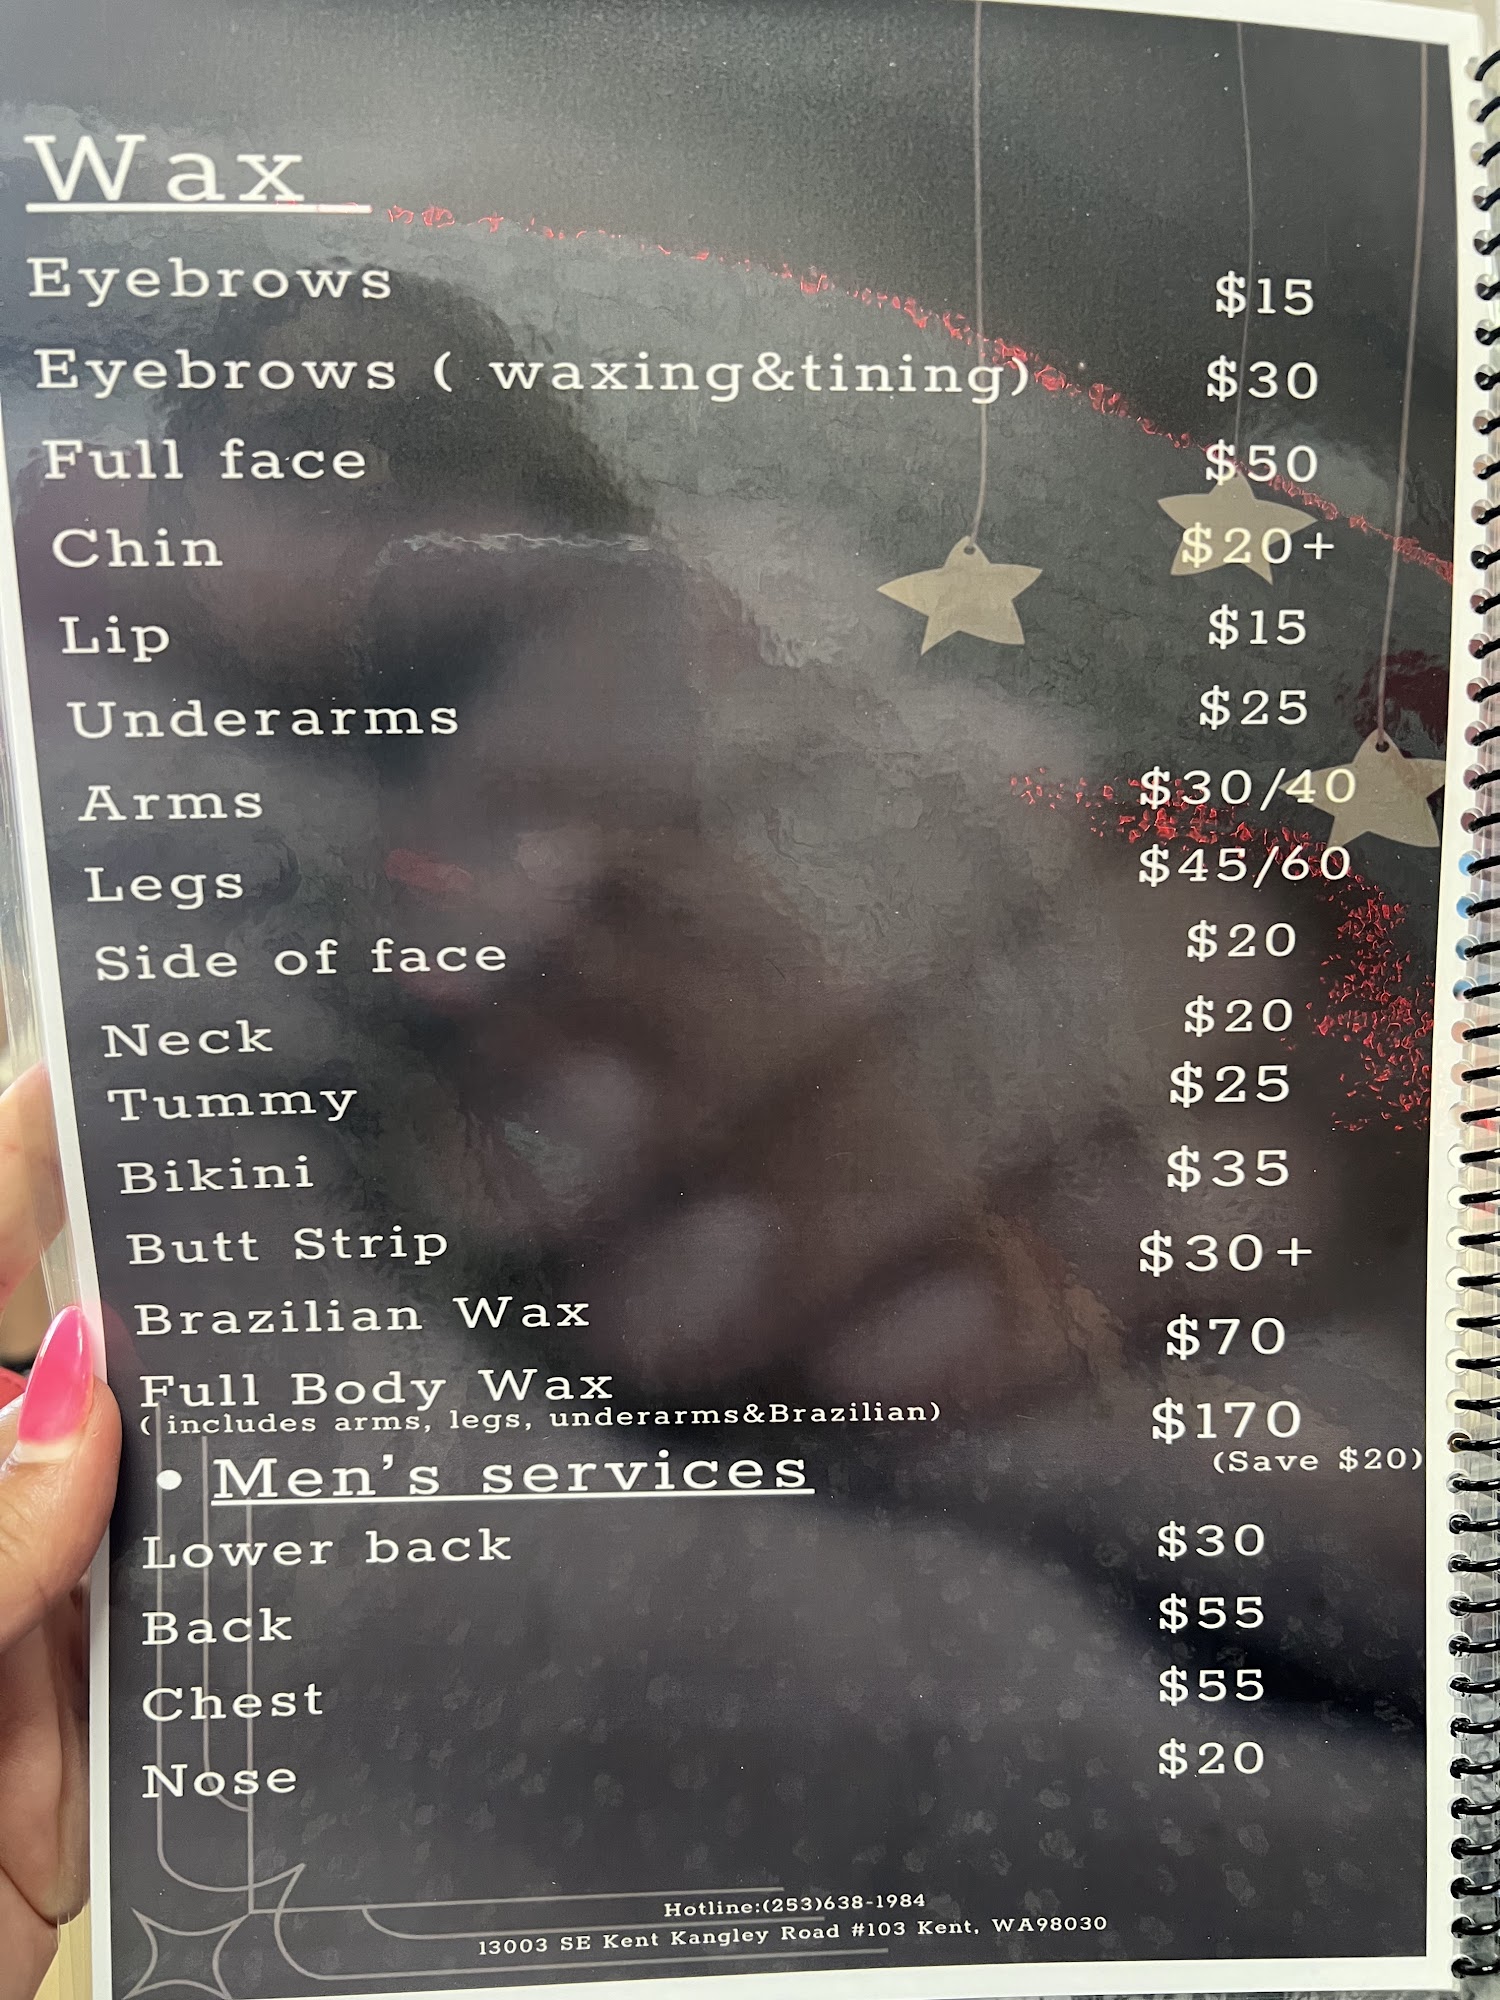 Wax
Eyebrows $15
Eyebrows ( waxing&tining) $30
Full face $50
Chin $20+
Lip $15
Underarms $25
Arms $30/40
Legs $45/60
Side of face $20
Neck $20
Tummy $25
Bikini $35
Butt Strip $30+
Brazilian Wax $70
Full Body Wax $170
( includes arms, legs, underarms&Brazilian) (Save $20)
• Men's services
Lower back $30
Back $55
Chest $55
Nose $20
Hotline:(253)638-1984
13003 SE Kent Kangley Road #103 Kent, WA98030